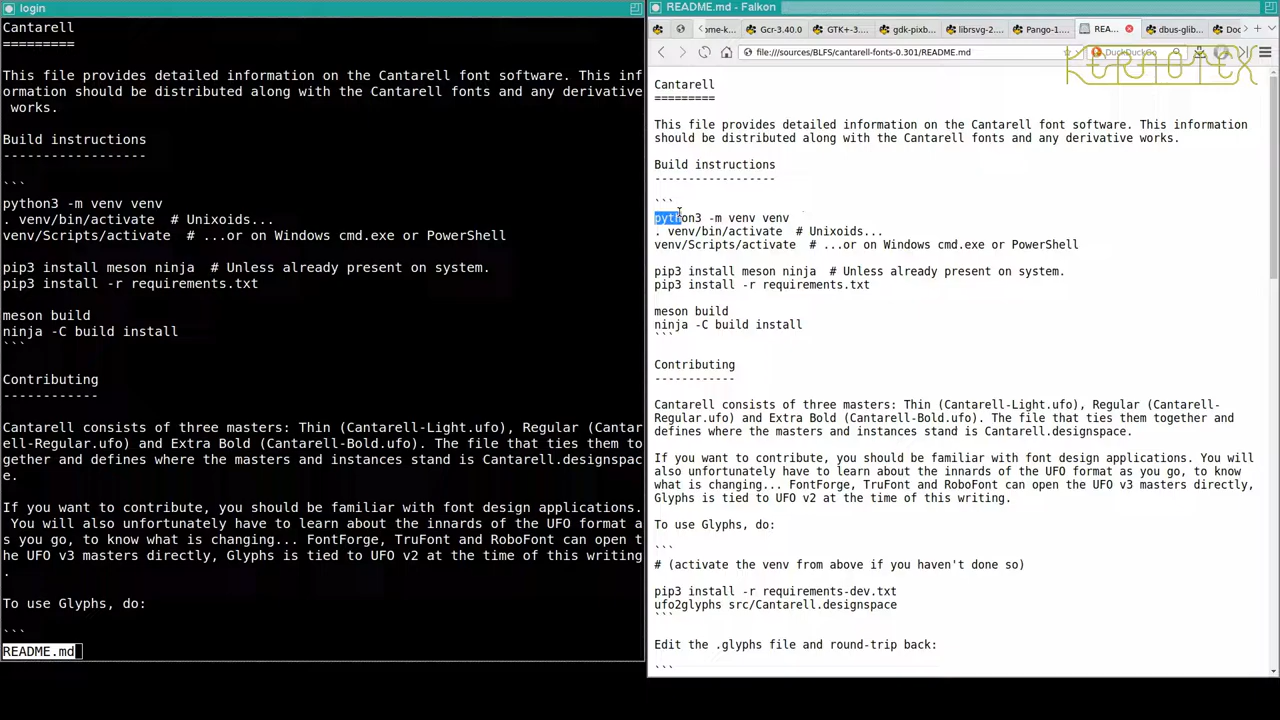 login
Cantarell
=========
This file provides detailed information on the Cantarell font software. This inf
ormation should be distributed along with the Cantarell fonts and any derivative
 works.
Build instructions
------------------
```
python3 -m venv venv
. venv/bin/activate  # Unixoids...
venv/Scripts/activate  # ...or on Windows cmd.exe or PowerShell
pip3 install meson ninja  # Unless already present on system.
pip3 install -r requirements.txt
meson build
ninja -C build install
```
Contributing
------------
Cantarell consists of three masters: Thin (Cantarell-Light.ufo), Regular (Cantar
ell-Regular.ufo) and Extra Bold (Cantarell-Bold.ufo). The file that ties them to
gether and defines where the masters and instances stand is Cantarell.designspac
e.
If you want to contribute, you should be familiar with font design applications.
 You will also unfortunately have to learn about the innards of the UFO format a
s you go, to know what is changing... FontForge, TruFont and RoboFont can open t
he UFO v3 masters directly, Glyphs is tied to UFO v2 at the time of this writing
.
To use Glyphs, do:
```
README.md
README.md - Falkon
ome-k... Gcr-3.40.0 GTK+-3... gdk-pixb... librsvg-2... Pango-1... REA... dbus-glib... Doc
file:///sources/BLFS/cantarell-fonts-0.301/README.md DuckDuckGo
KERNOTEX
Cantarell
=========
This file provides detailed information on the Cantarell font software. This information
should be distributed along with the Cantarell fonts and any derivative works.
Build instructions
------------------
```
python3 -m venv venv
. venv/bin/activate  # Unixoids...
venv/Scripts/activate  # ...or on Windows cmd.exe or PowerShell
pip3 install meson ninja  # Unless already present on system.
pip3 install -r requirements.txt
meson build
ninja -C build install
```
Contributing
------------
Cantarell consists of three masters: Thin (Cantarell-Light.ufo), Regular (Cantarell-
Regular.ufo) and Extra Bold (Cantarell-Bold.ufo). The file that ties them together and
defines where the masters and instances stand is Cantarell.designspace.
If you want to contribute, you should be familiar with font design applications. You will
also unfortunately have to learn about the innards of the UFO format as you go, to know
what is changing... FontForge, TruFont and RoboFont can open the UFO v3 masters directly,
Glyphs is tied to UFO v2 at the time of this writing.
To use Glyphs, do:
```
# (activate the venv from above if you haven't done so)
pip3 install -r requirements-dev.txt
ufo2glyphs src/Cantarell.designspace
```
Edit the .glyphs file and round-trip back:
```